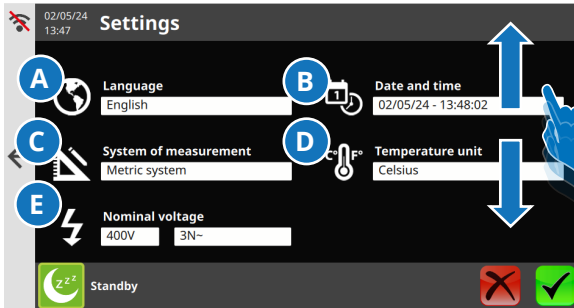 02/05/24
13:47
Settings
A
Language
English
B
1
Date and time
02/05/24 - 13:48:02
C
System of measurement
Metric system
D
C° F°
Temperature unit
Celsius
E
Nominal voltage
400V
3N~
zzz
Standby